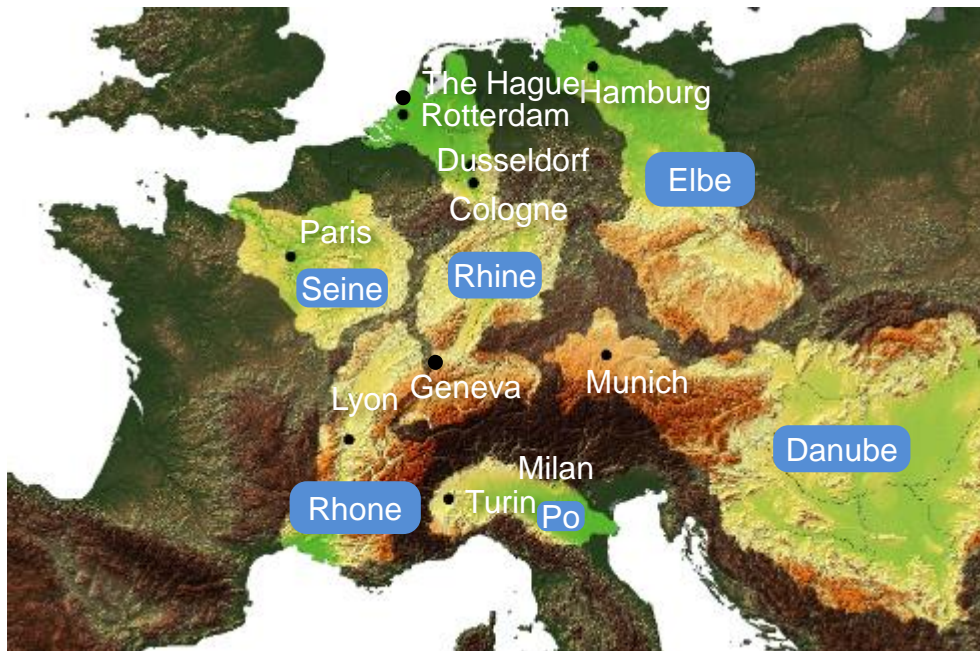 The Hague
Hamburg
Rotterdam
Dusseldorf
Elbe
Cologne
Paris
Rhine
Seine
Geneva
Munich
Lyon
Danube
Milan
Turin
Po
Rhone